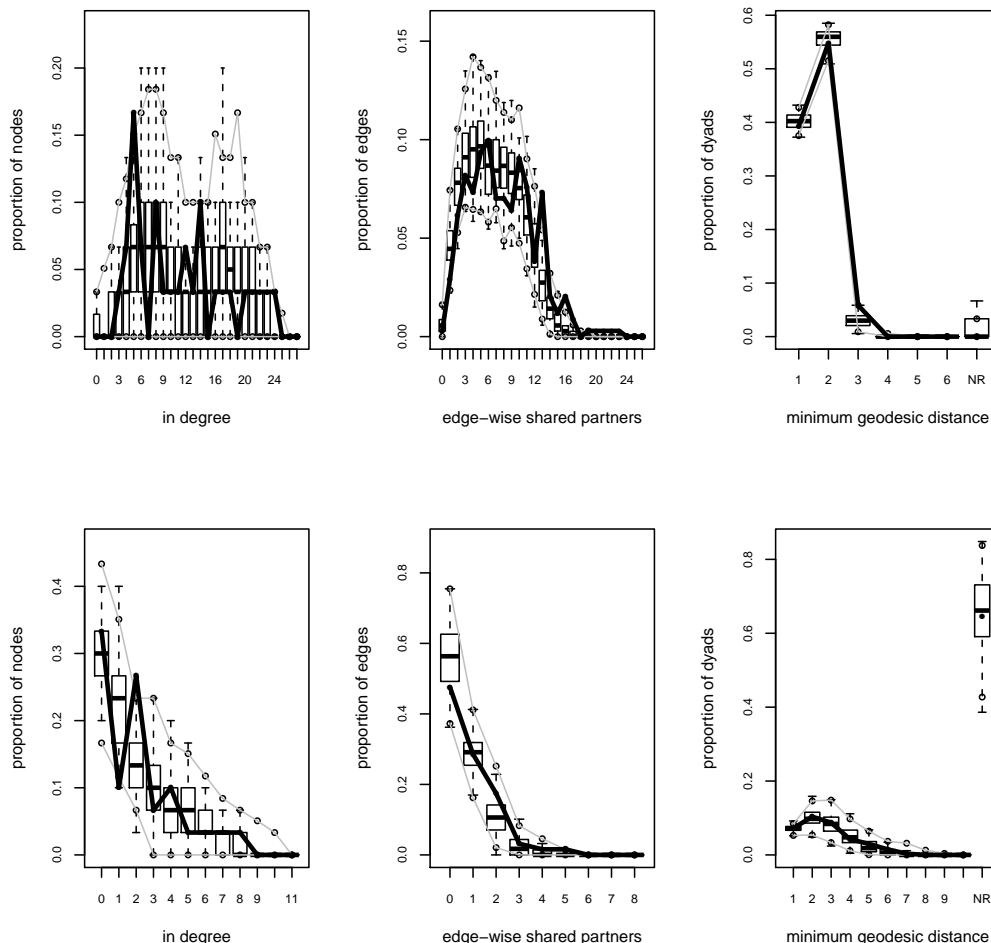 proportion of nodes
0.00 0.05 0.10 0.15 0.20
0 3 6 9 12 16 20 24
in degree
proportion of edges
0.00 0.05 0.10 0.15
0 3 6 9 12 16 20 24
edge−wise shared partners
proportion of dyads
0.0 0.1 0.2 0.3 0.4 0.5 0.6
1 2 3 4 5 6 NR
minimum geodesic distance
proportion of nodes
0.0 0.1 0.2 0.3 0.4
0 1 2 3 4 5 6 7 8 9 11
in degree
proportion of edges
0.0 0.2 0.4 0.6 0.8
0 1 2 3 4 5 6 7 8
edge−wise shared partners
proportion of dyads
0.0 0.2 0.4 0.6 0.8
1 2 3 4 5 6 7 8 9 NR
minimum geodesic distance